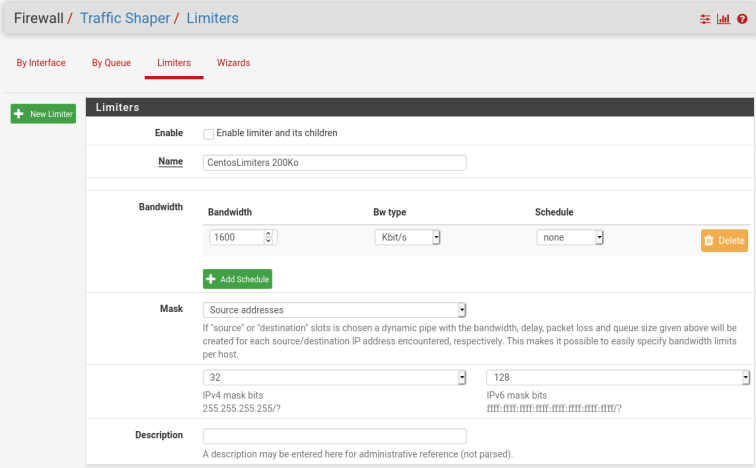 Firewall / Traffic Shaper / Limiters
By Interface By Queue Limiters Wizards
New Limiter
Limiters
Enable Enable limiter and its children
Name CentosLimiters 200Ko
Bandwidth Bandwidth Bw type Schedule
1600 Kbit/s none Delete
Add Schedule
Mask Source addresses
If "source" or "destination" slots is chosen a dynamic pipe with the bandwidth, delay, packet loss and queue size given above will be
created for each source/destination IP address encountered, respectively. This makes it possible to easily specify bandwidth limits
per host.
32 128
IPv4 mask bits IPv6 mask bits
255.255.255.255/? ffff:ffff:ffff:ffff:ffff:ffff:ffff:ffff/?
Description
A description may be entered here for administrative reference (not parsed).